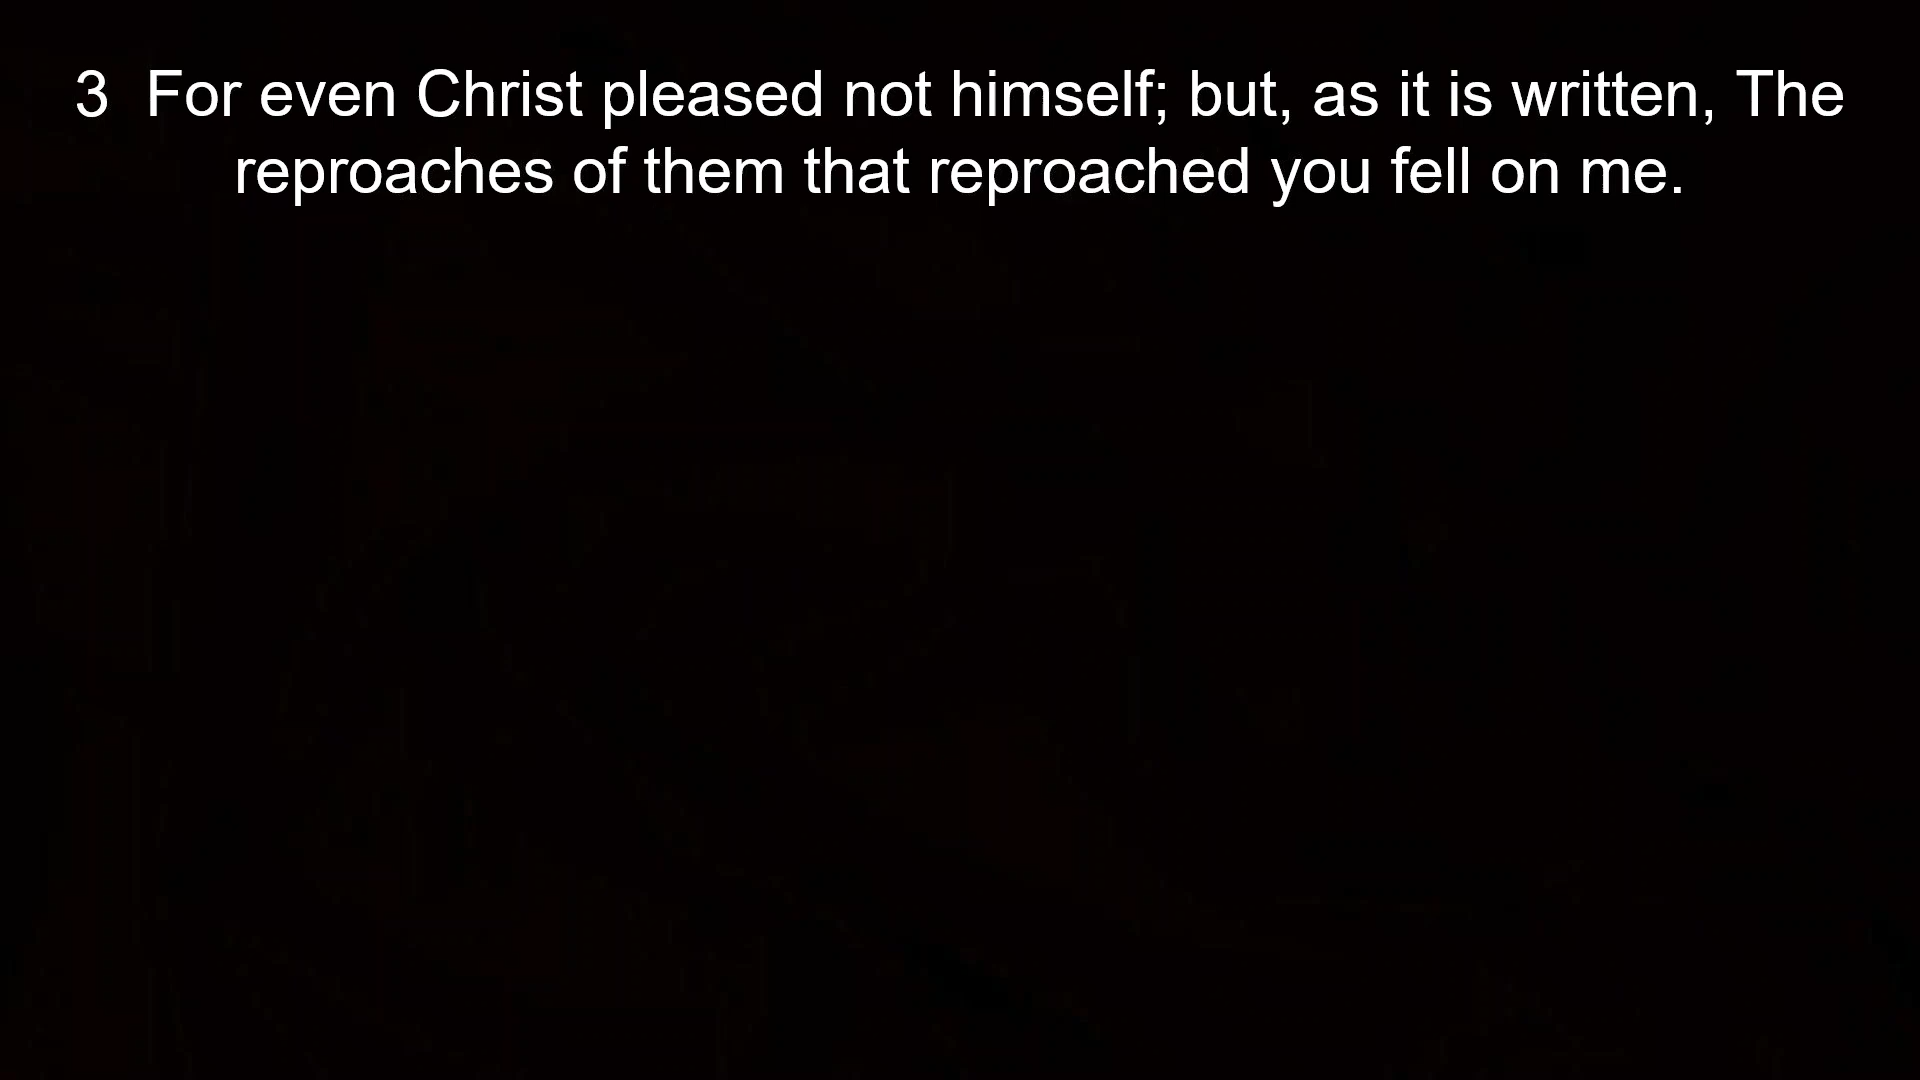 3  For even Christ pleased not himself; but, as it is written, The
reproaches of them that reproached you fell on me.